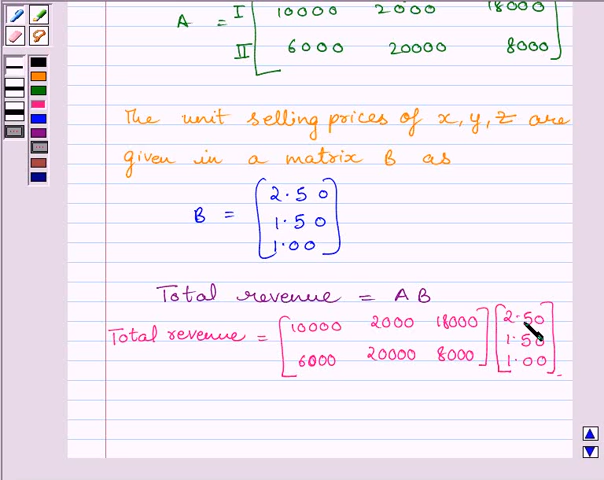 I 10000 2000 18000
A =
II 6000 20000 8000
The unit selling prices of x, y, z are
given in a matrix B as
2.50
B = 1.50
1.00
Total revenue = AB
Total revenue = [10000 2000 18000] [2.50]
1.50
6000 20000 8000
1.00